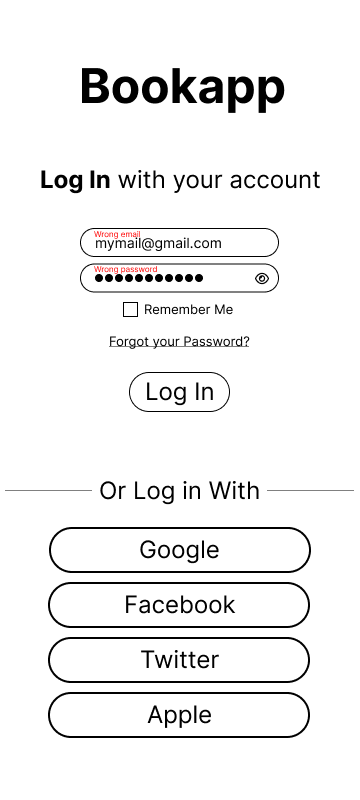 Bookapp
Log In with your account
Wrong email
mymail@gmail.com
Wrong password
●●●●●●●●●●●
Remember Me
Forgot your Password?
Log In
Or Log in With
Google
Facebook
Twitter
Apple